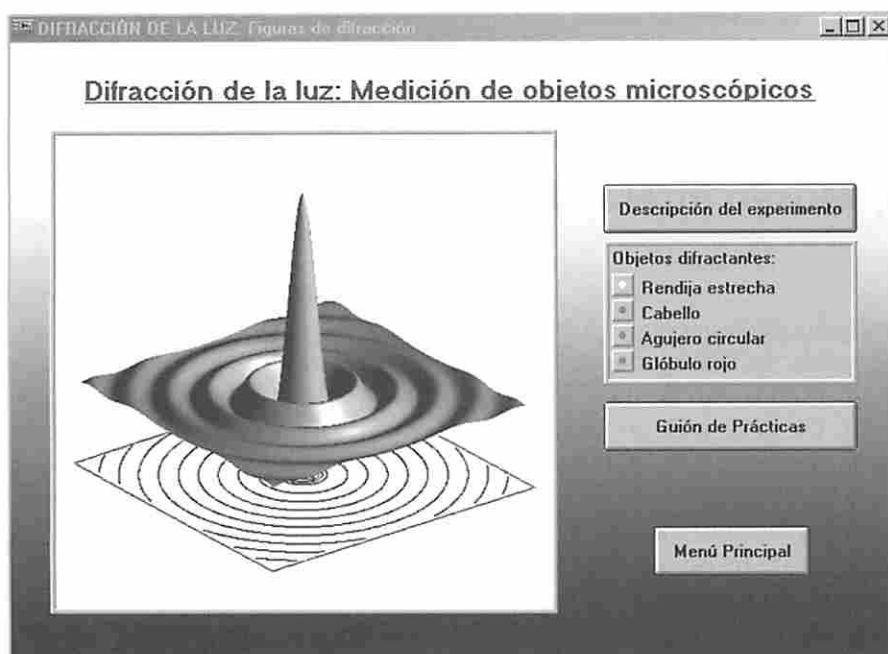 DIFRACCIÓN DE LA LUZ: Figuras de difracción
Difracción de la luz: Medición de objetos microscópicos
Descripción del experimento
Objetos difractantes:
Rendija estrecha
Cabello
Agujero circular
Glóbulo rojo
Guión de Prácticas
Menú Principal